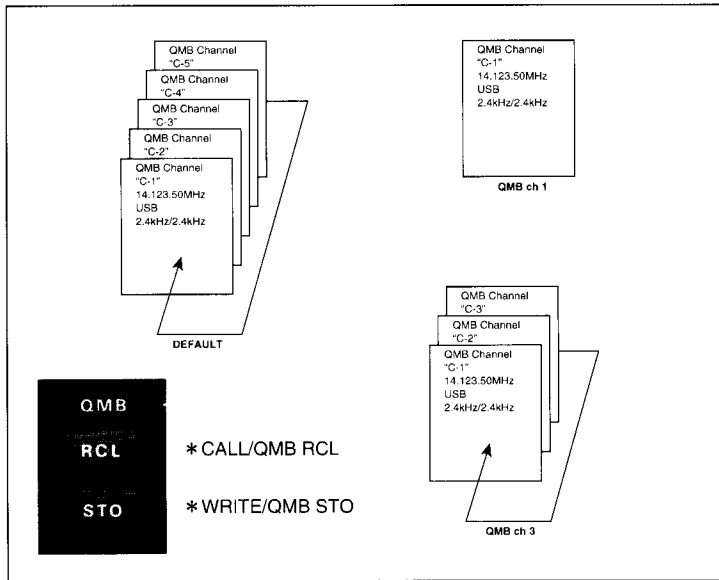 QMB Channel
"C-5"
QMB Channel
"C-4"
QMB Channel
"C-3"
QMB Channel
"C-2"
QMB Channel
"C-1"
14.123.50MHz
USB
2.4kHz/2.4kHz
DEFAULT
QMB Channel
"C-1"
14.123.50MHz
USB
2.4kHz/2.4kHz
QMB ch 1
QMB Channel
"C-3"
QMB Channel
"C-2"
QMB Channel
"C-1"
14.123.50MHz
USB
2.4kHz/2.4kHz
QMB ch 3
QMB
RCL
* CALL/QMB RCL
STO
* WRITE/QMB STO